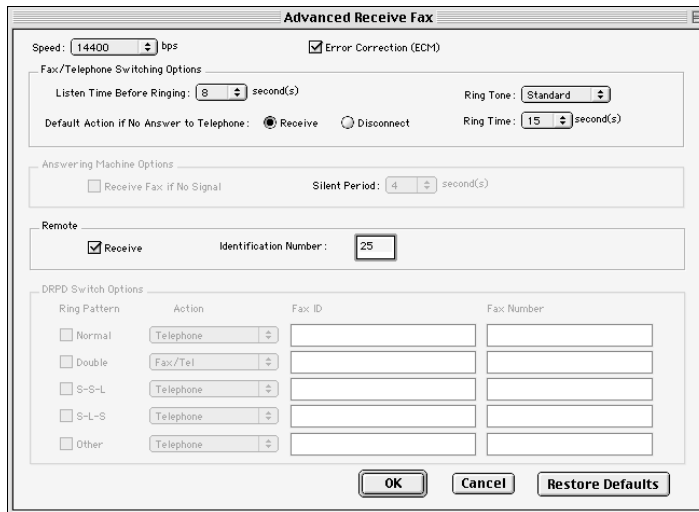 Advanced Receive Fax
Speed: 14400 bps Error Correction (ECM)
Fax/Telephone Switching Options
Listen Time Before Ringing: 8 second(s) Ring Tone: Standard
Default Action if No Answer to Telephone: Receive Disconnect Ring Time: 15 second(s)
Answering Machine Options
Receive Fax if No Signal Silent Period: 4 second(s)
Remote
Receive Identification Number: 25
DRPD Switch Options
Ring Pattern Action Fax ID Fax Number
Normal Telephone
Double Fax/Tel
S-S-L Telephone
S-L-S Telephone
Other Telephone
OK Cancel Restore Defaults